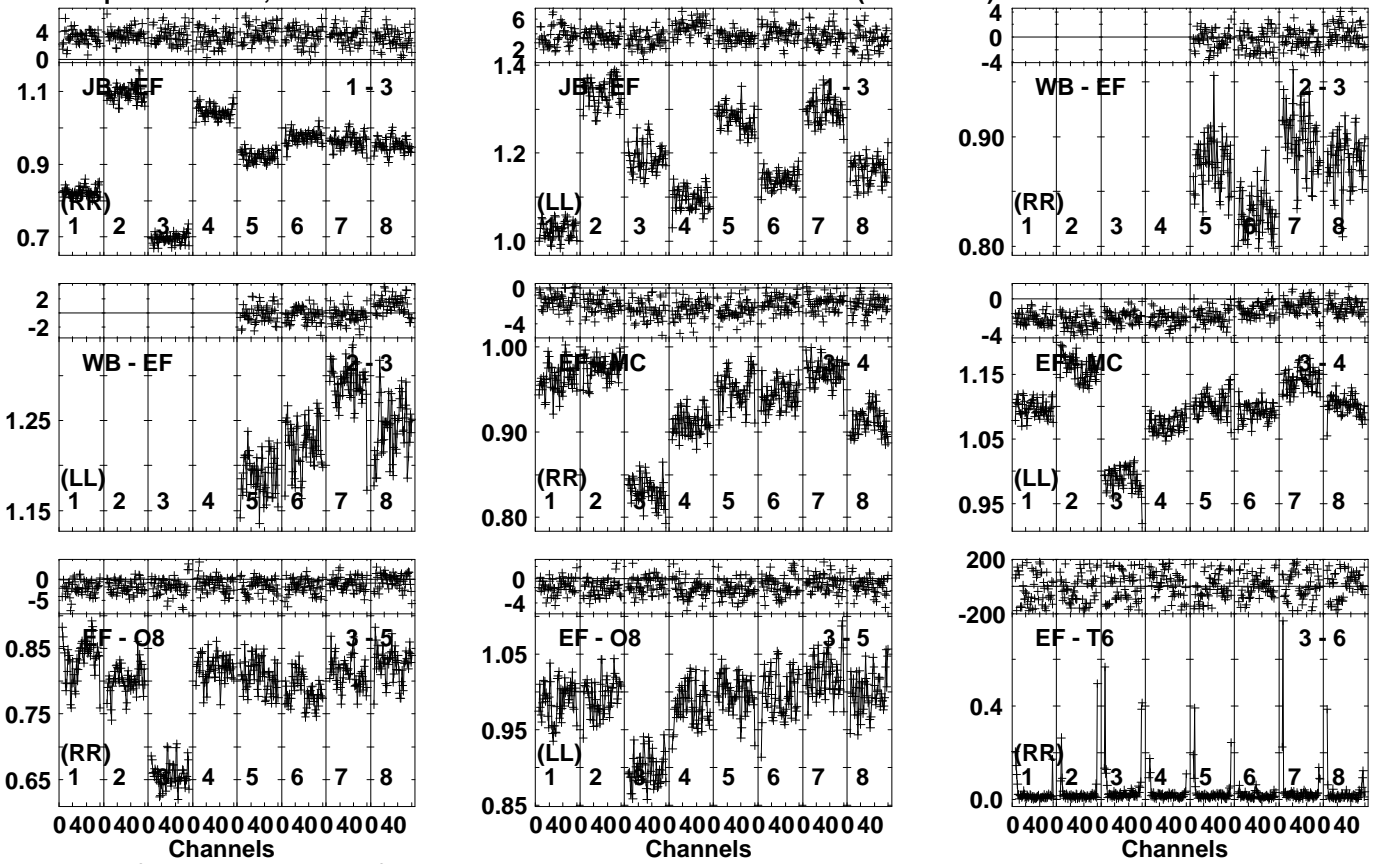 4
0
JB - EF 1 - 3
1.1
0.9
0.7
(RR)
1 2 3 4 5 6 7 8
6
2
1.4
JB - EF 1 - 3
1.2
1.0
(LL)
1 2 3 4 5 6 7 8
4
0
-4
WB - EF 2 - 3
0.90
0.80
(RR)
1 2 3 4 5 6 7 8
2
-2
WB - EF 2 - 3
1.25
1.15
(LL)
1 2 3 4 5 6 7 8
0
-4
1.00
EF - MC 3 - 4
0.90
0.80
(RR)
1 2 3 4 5 6 7 8
0
-4
EF - MC 3 - 4
1.15
1.05
0.95
(LL)
1 2 3 4 5 6 7 8
0
-5
EF - O8 3 - 5
0.85
0.75
0.65
(RR)
1 2 3 4 5 6 7 8
0 40 0 40 0 40 0 40 0 40 0 40 0 40 0 40
Channels
0
-4
EF - O8 3 - 5
1.05
0.95
0.85
(LL)
1 2 3 4 5 6 7 8
0 40 0 40 0 40 0 40 0 40 0 40 0 40 0 40
Channels
200
-200
EF - T6 3 - 6
0.4
0.0
(RR)
1 2 3 4 5 6 7 8
0 40 0 40 0 40 0 40 0 40 0 40 0 40 0 40
Channels